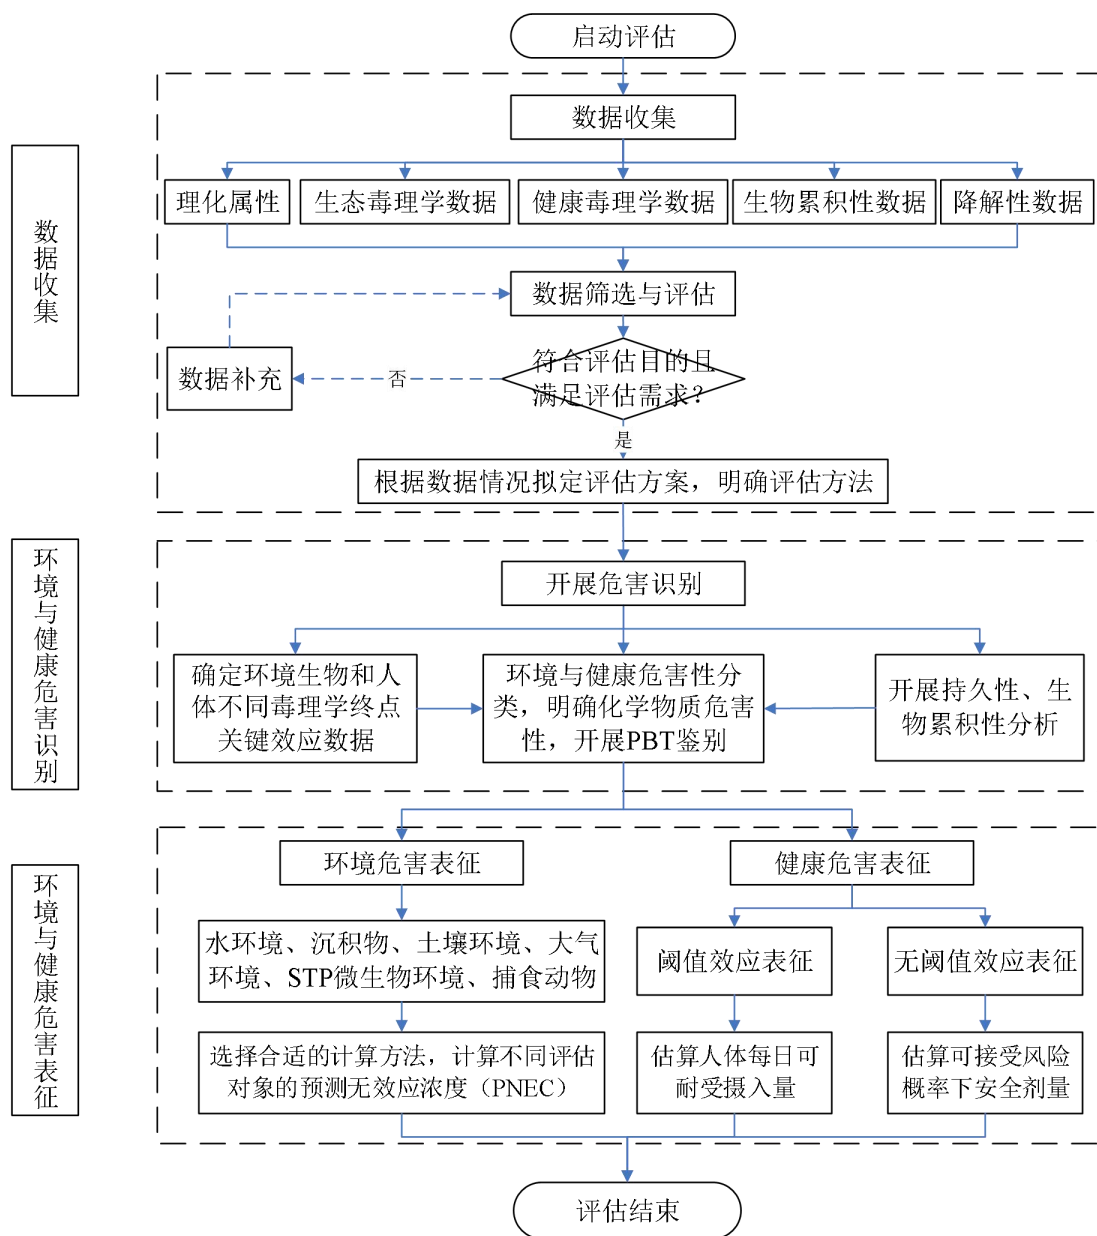 启动评估
数据收集
数据收集
理化属性
生态毒理学数据
健康毒理学数据
生物累积性数据
降解性数据
数据筛选与评估
符合评估目的且
满足评估需求?
否
数据补充
是
根据数据情况拟定评估方案，明确评估方法
环境与健康危害识别
开展危害识别
确定环境生物和人
体不同毒理学终点
关键效应数据
环境与健康危害性分
类，明确化学物质危害
性，开展PBT鉴别
开展持久性、生
物累积性分析
环境与健康危害表征
环境危害表征
健康危害表征
水环境、沉积物、土壤环境、大气
环境、STP微生物环境、捕食动物
阈值效应表征
无阈值效应表征
选择合适的计算方法，计算不同评估
对象的预测无效应浓度（PNEC）
估算人体每日可
耐受摄入量
估算可接受风险
概率下安全剂量
评估结束